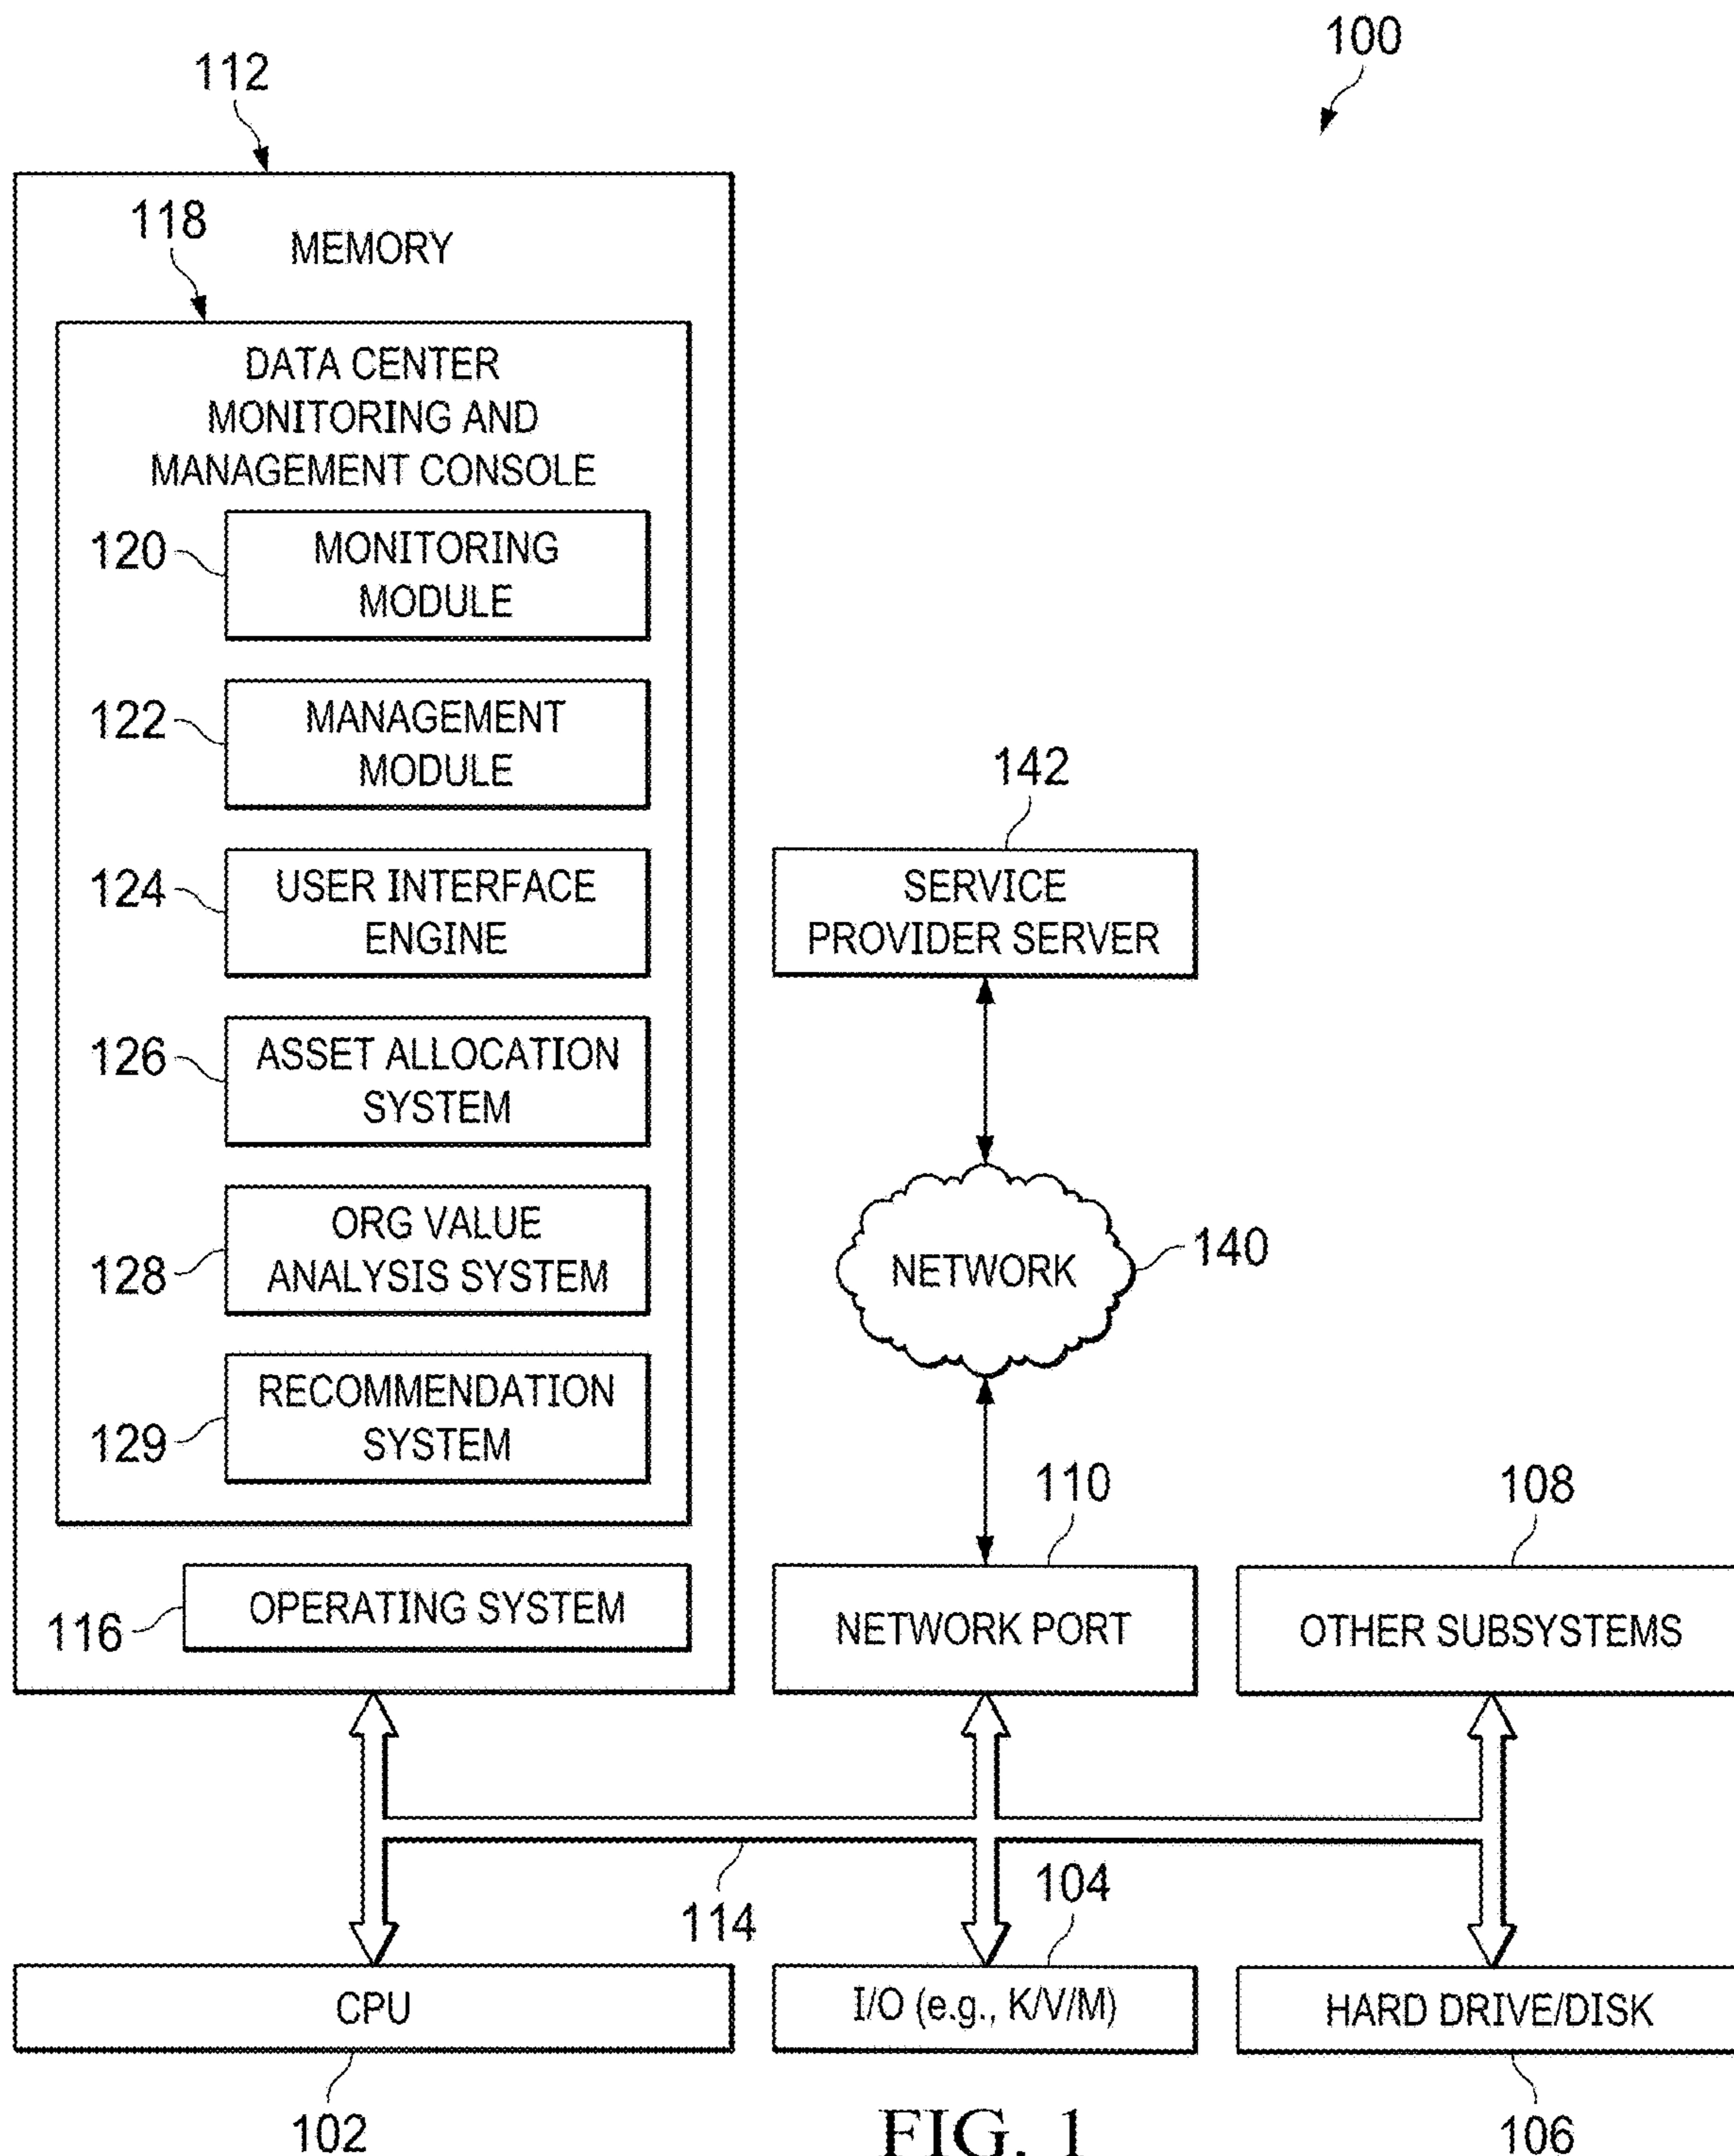 100
112
118
MEMORY
DATA CENTER
MONITORING AND
MANAGEMENT CONSOLE
120
MONITORING
MODULE
122
MANAGEMENT
MODULE
124
USER INTERFACE
ENGINE
126
ASSET ALLOCATION
SYSTEM
128
ORG VALUE
ANALYSIS SYSTEM
129
RECOMMENDATION
SYSTEM
116
OPERATING SYSTEM
142
SERVICE
PROVIDER SERVER
NETWORK
140
110
NETWORK PORT
108
OTHER SUBSYSTEMS
114
104
CPU
102
I/O (e.g., K/V/M)
HARD DRIVE/DISK
106
FIG. 1